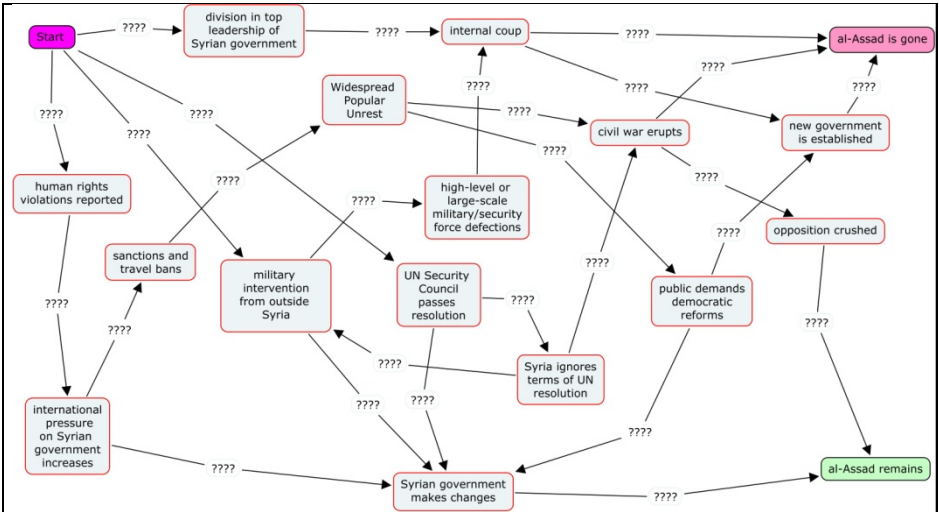 division in top
leadership of
Syrian government
Start
????
????
internal coup
????
al-Assad is gone
????
????
????
????
Widespread
Popular
Unrest
????
????
civil war erupts
new government
is established
????
????
human rights
violations reported
????
????
high-level or
large-scale
military/security
force defections
????
opposition crushed
????
sanctions and
travel bans
military
intervention
from outside
Syria
UN Security
Council
passes
resolution
????
public demands
democratic
reforms
????
????
????
????
????
Syria ignores
terms of UN
resolution
international
pressure
on Syrian
government
increases
????
????
????
????
Syrian government
makes changes
????
al-Assad remains